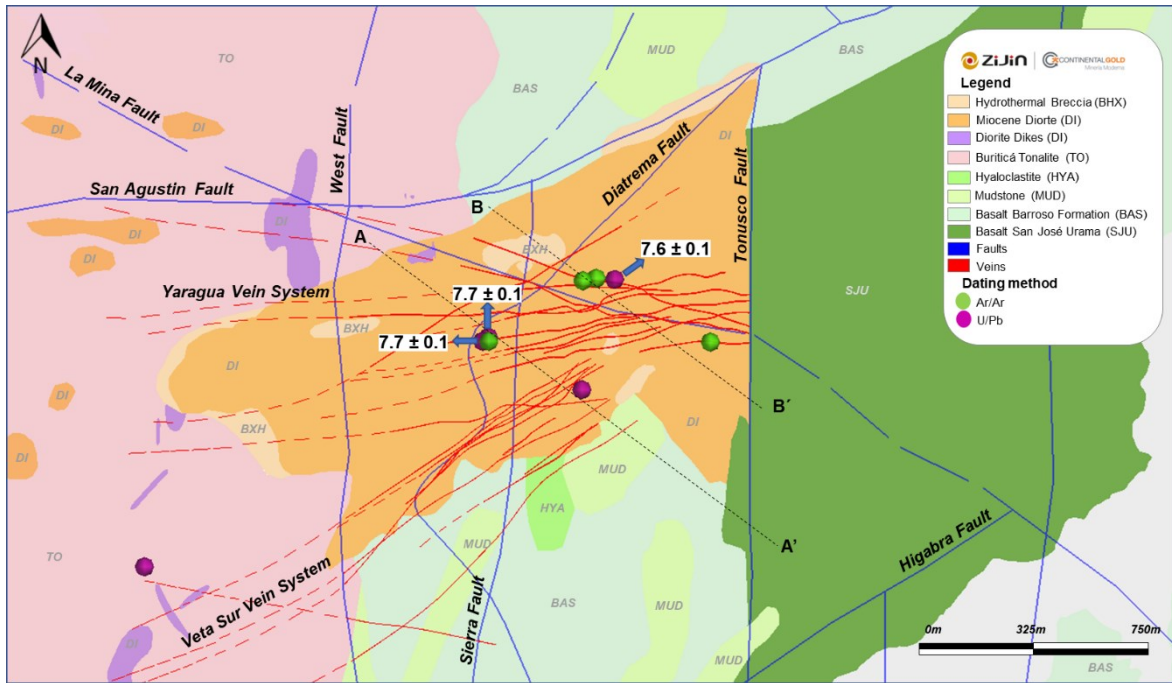 N
TO
MUD
BAS
BAS
La Mina Fault
DI
DI
West Fault
San Agustin Fault
DI
DI
DI
Diatrema Fault
DI
Tonusco Fault
B
A
BXH
7.6 ± 0.1
Yaragua Vein System
7.7 ± 0.1
BXH
7.7 ± 0.1
SJU
DI
BXH
DI
DI
B´
MUD
HYA
MUD
A'
Higabra Fault
TO
BAS
MUD
Veta Sur Vein System
DI
Sierra Fault
MUD
BAS
ZiJin
CONTINENTALGOLD
Legend
Hydrothermal Breccia (BHX)
Miocene Diorte (DI)
Diorite Dikes (DI)
Buriticá Tonalite (TO)
Hyaloclastite (HYA)
Mudstone (MUD)
Basalt Barroso Formation (BAS)
Basalt San José Urama (SJU)
Faults
Veins
Dating method
Ar/Ar
U/Pb
0m 325m 750m